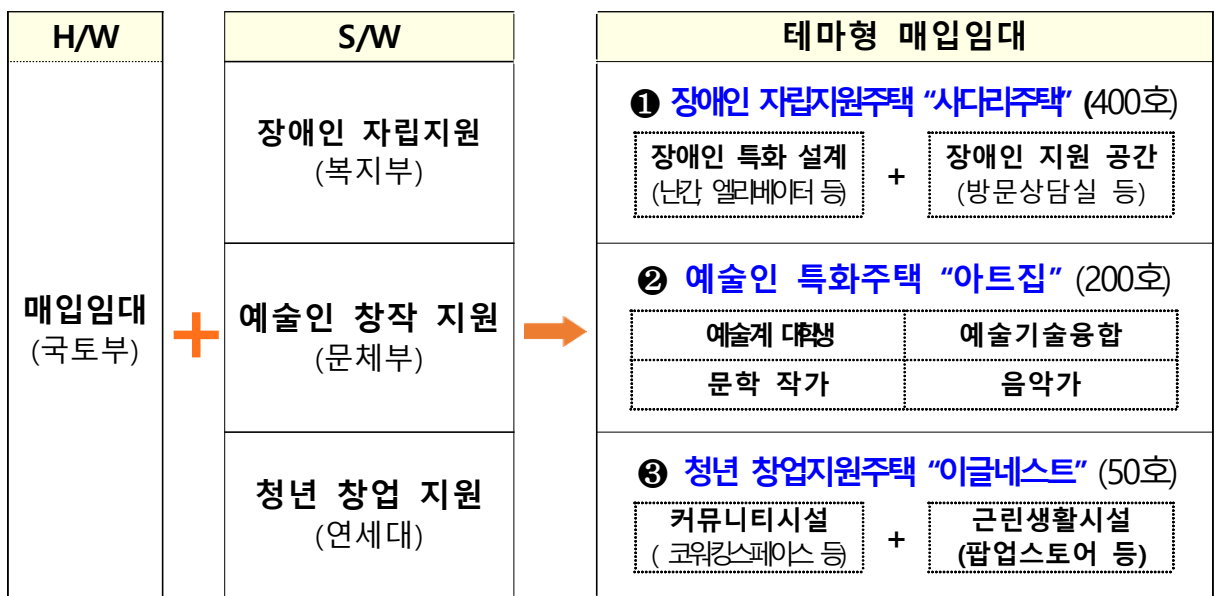 H/W
S/W
테마형 매입임대
매입임대
(국토부)
+
장애인 자립지원
(복지부)
예술인 창작 지원
(문체부)
청년 창업 지원
(연세대)
❶ 장애인 자립지원주택 “사다리주택” (400호)
장애인 특화 설계
(난간, 엘리베이터 등)
+
장애인 지원 공간
(방문상담실 등)
❷ 예술인 특화주택 “아트집” (200호)
예술계 대학생
예술기술융합
문학 작가
음악가
❸ 청년 창업지원주택 “이글네스트” (50호)
커뮤니티시설
( 코워킹스페이스 등)
+
근린생활시설
(팝업스토어 등)